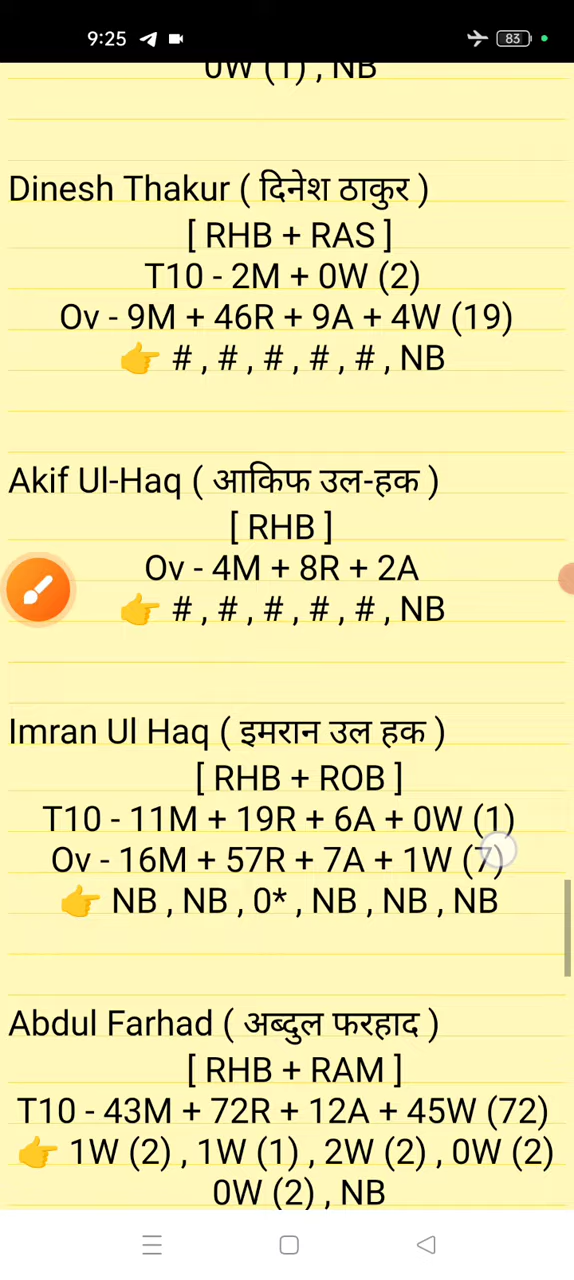 9:25
83
0W (1) , NB
Dinesh Thakur ( दिनेश ठाकुर )
[ RHB + RAS ]
T10 - 2M + 0W (2)
Ov - 9M + 46R + 9A + 4W (19)
👉 # , # , # , # , # , NB
Akif Ul-Haq ( आकिफ उल-हक )
[ RHB ]
Ov - 4M + 8R + 2A
👉 # , # , # , # , # , NB
Imran Ul Haq ( इमरान उल हक )
[ RHB + ROB ]
T10 - 11M + 19R + 6A + 0W (1)
Ov - 16M + 57R + 7A + 1W (7)
👉 NB , NB , 0* , NB , NB , NB
Abdul Farhad ( अब्दुल फरहाद )
[ RHB + RAM ]
T10 - 43M + 72R + 12A + 45W (72)
👉 1W (2) , 1W (1) , 2W (2) , 0W (2)
0W (2) , NB